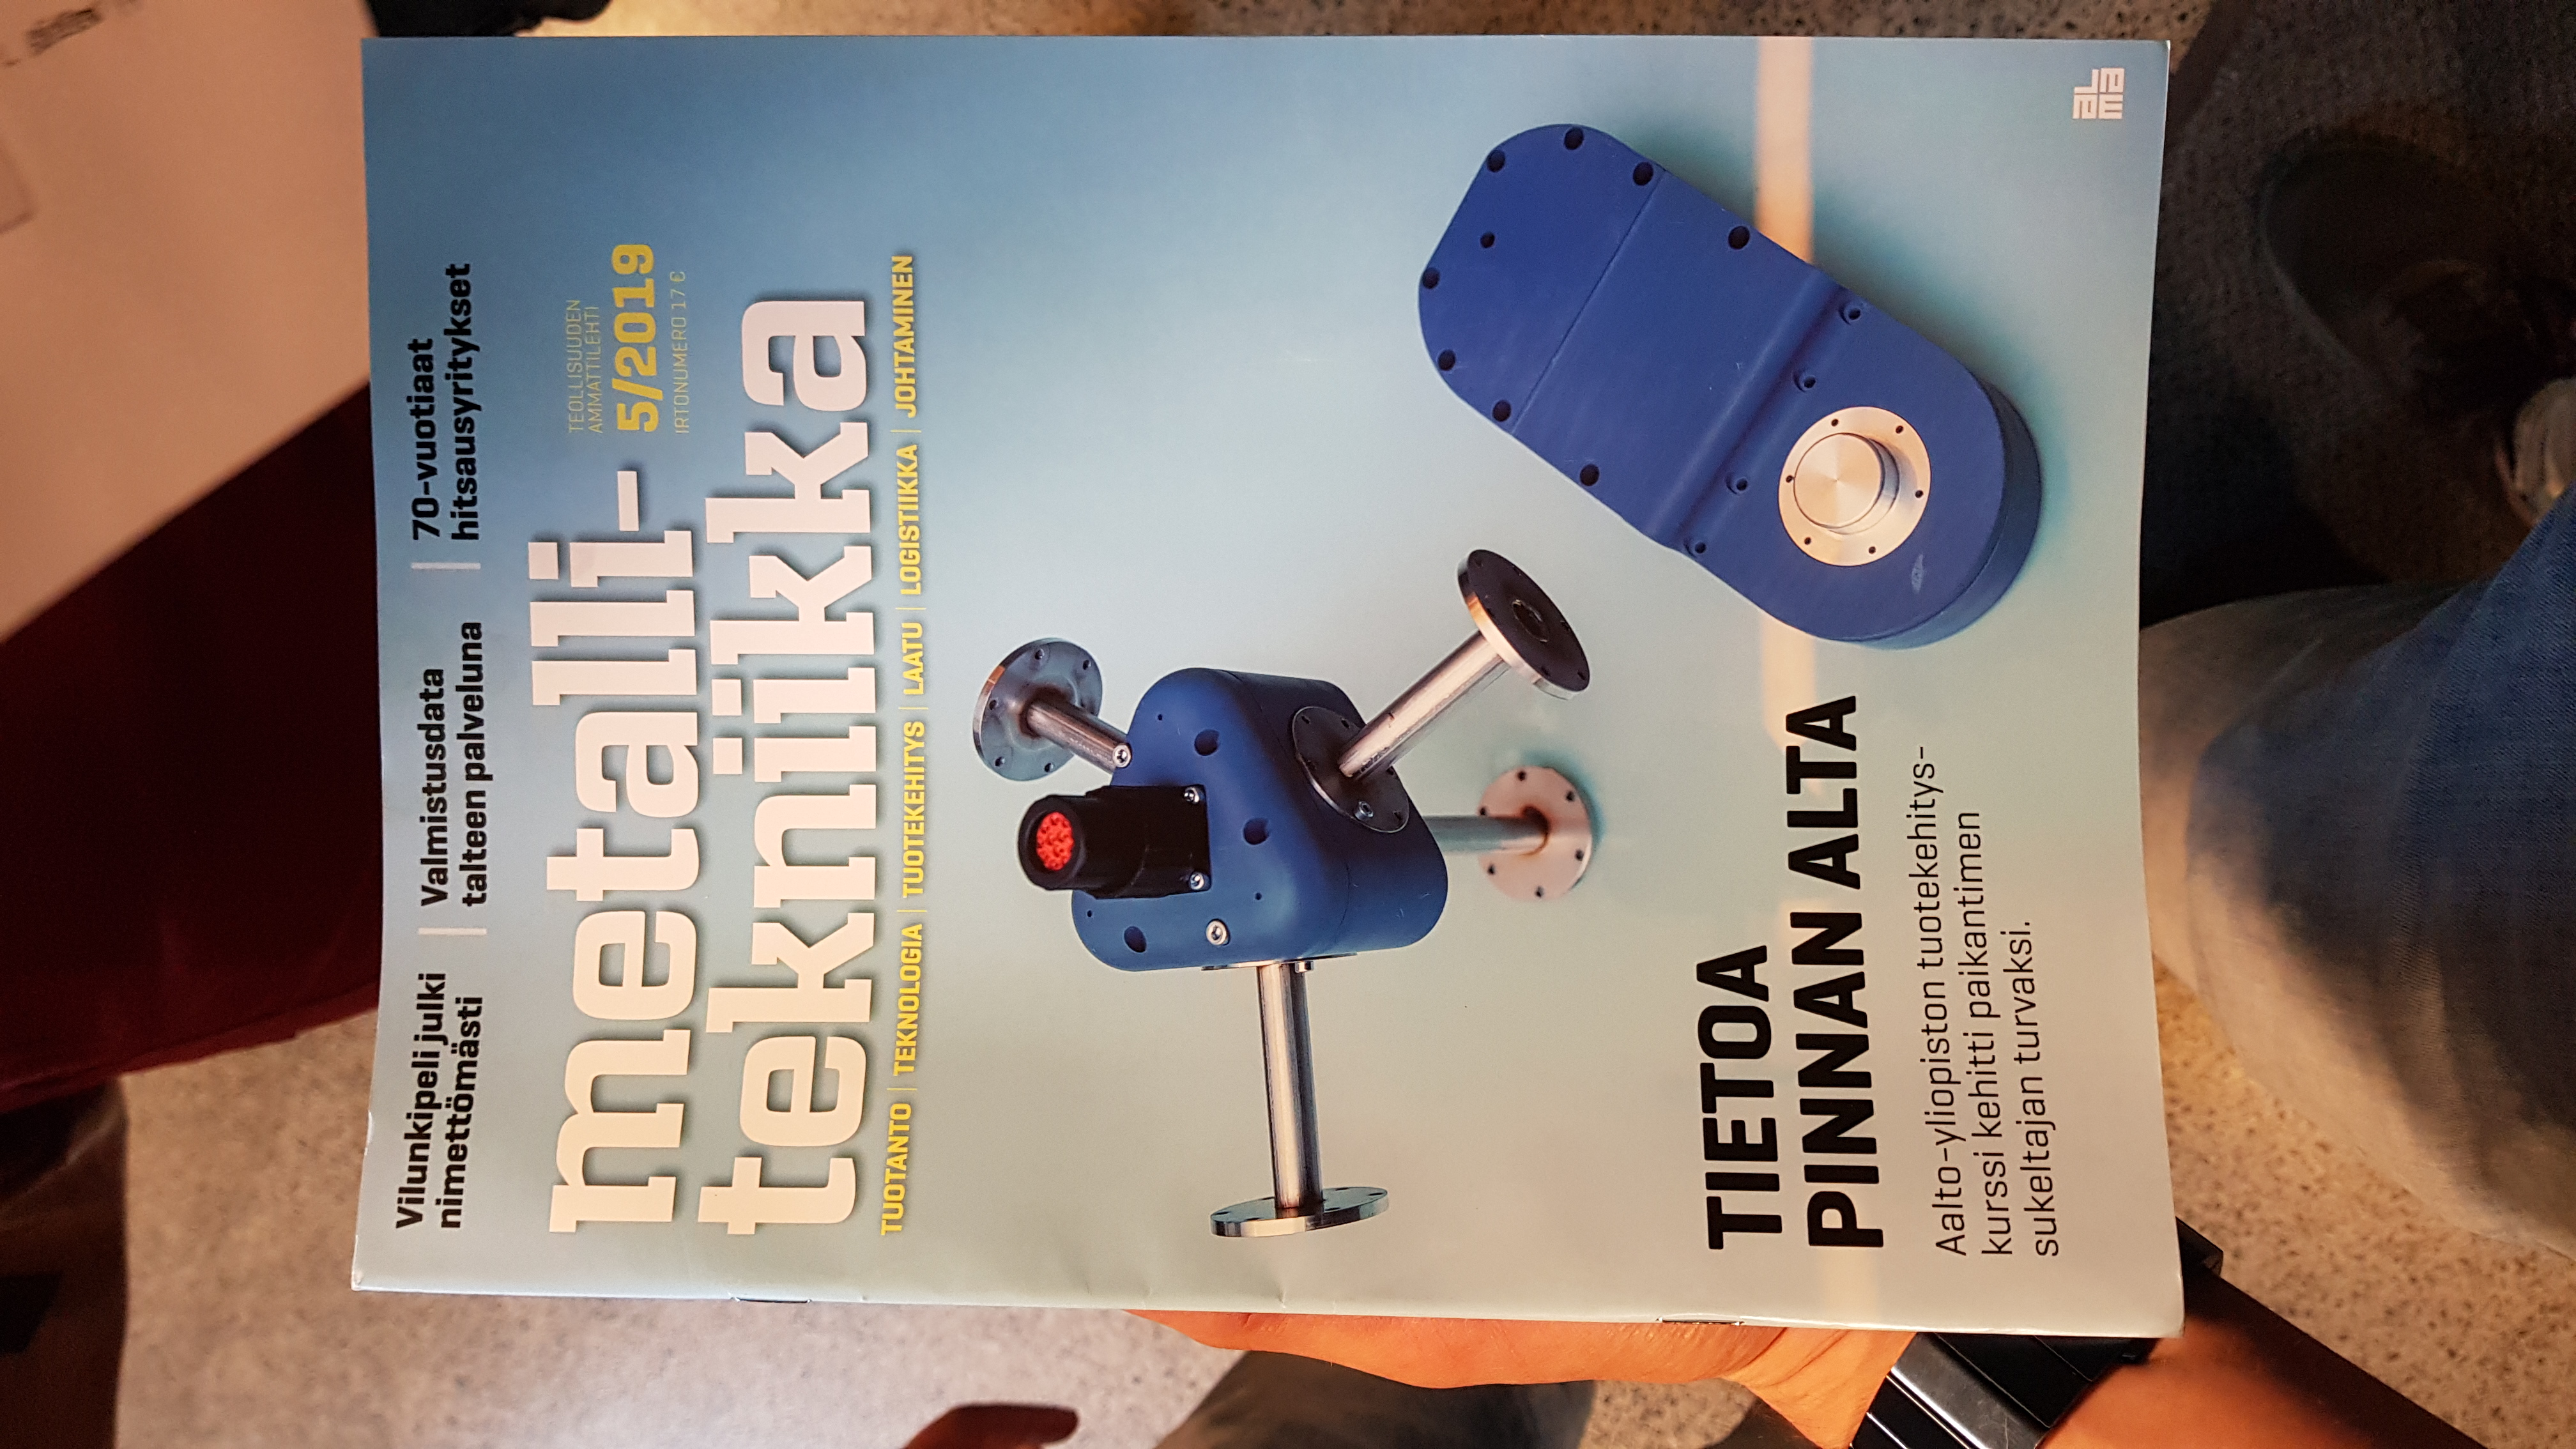 Vilunkipeli julki
nimettömästi
Valmistusdata
talteen palveluna
70-vuotiaat
hitsausyritykset
metalli-
tekniikka
TEOLLISUUDEN
AMMATTILEHTI
5/2019
IRTONUMERO 17 €
TUOTANTO | TEKNOLOGIA | TUOTEKEHITYS | LAATU | LOGISTIIKKA | JOHTAMINEN
TIETOA
PINNAN ALTA
Aalto-yliopiston tuotekehitys-
kurssi kehitti paikantimen
sukeltajan turvaksi.
aL
ma